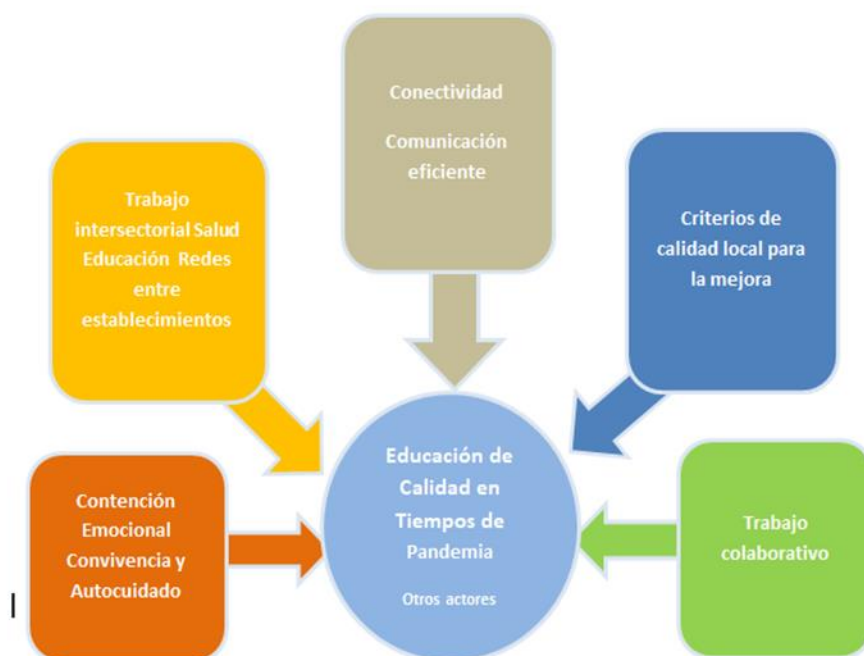 Conectividad
Comunicación
eficiente
Trabajo
intersectorial Salud
Educación Redes
entre
establecimientos
Criterios de
calidad local para
la mejora
Contención
Emocional
Convivencia y
Autocuidado
Educación de
Calidad en
Tiempos de
Pandemia
Otros actores
Trabajo
colaborativo
l